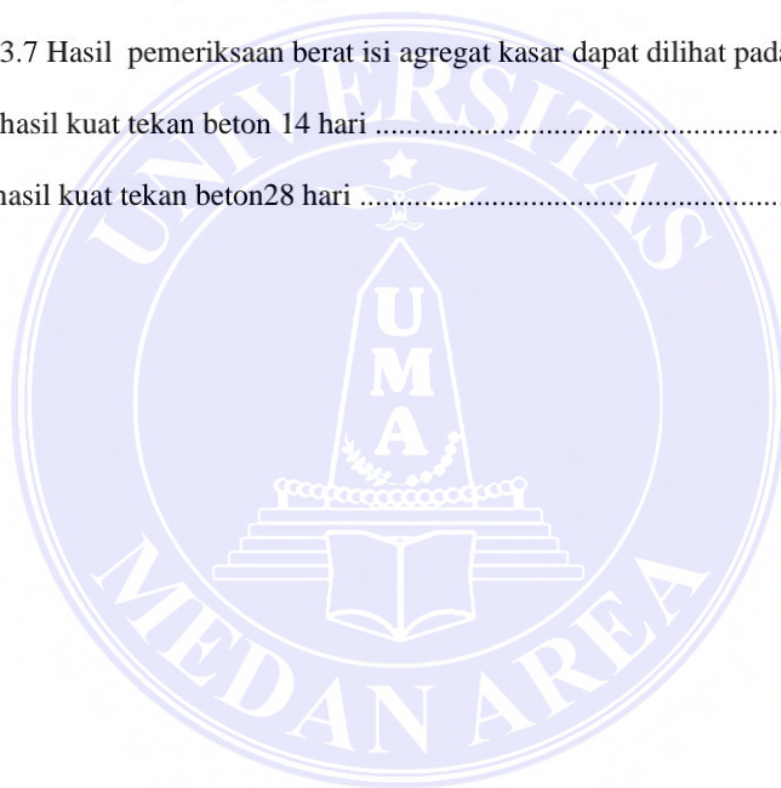 3.7 Hasil pemeriksaan berat isi agregat kasar dapat dilihat pada
hasil kuat tekan beton 14 hari ........................................................
hasil kuat tekan beton28 hari ..........................................................
UNIVERSITAS
U
M
A
MEDAN AREA